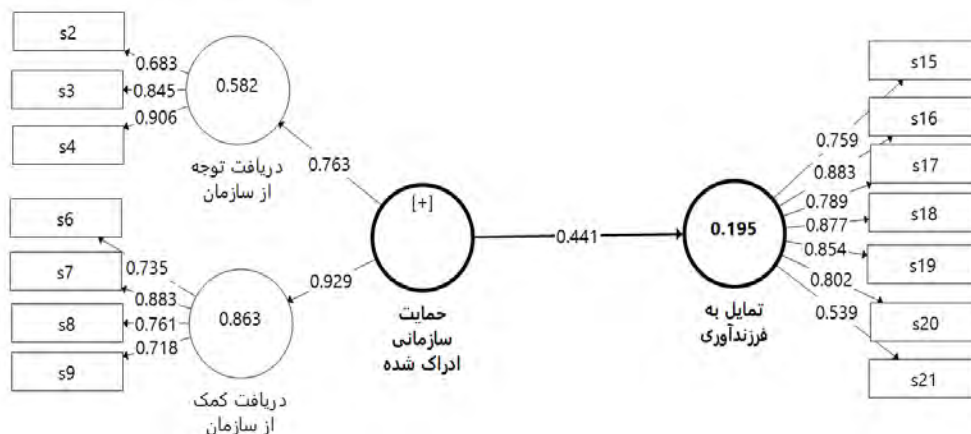 s2
s3
s4
0.683
0.845
0.906
0.582
دریافت توجه
از سازمان
0.763
s6
s7
s8
s9
0.735
0.883
0.761
0.718
0.863
دریافت کمک
از سازمان
0.929
[+]
حمایت
سازمانی
ادراک شده
0.441
0.195
تمایل به
فرزندآوری
0.759
0.883
0.789
0.877
0.854
0.802
0.539
s15
s16
s17
s18
s19
s20
s21